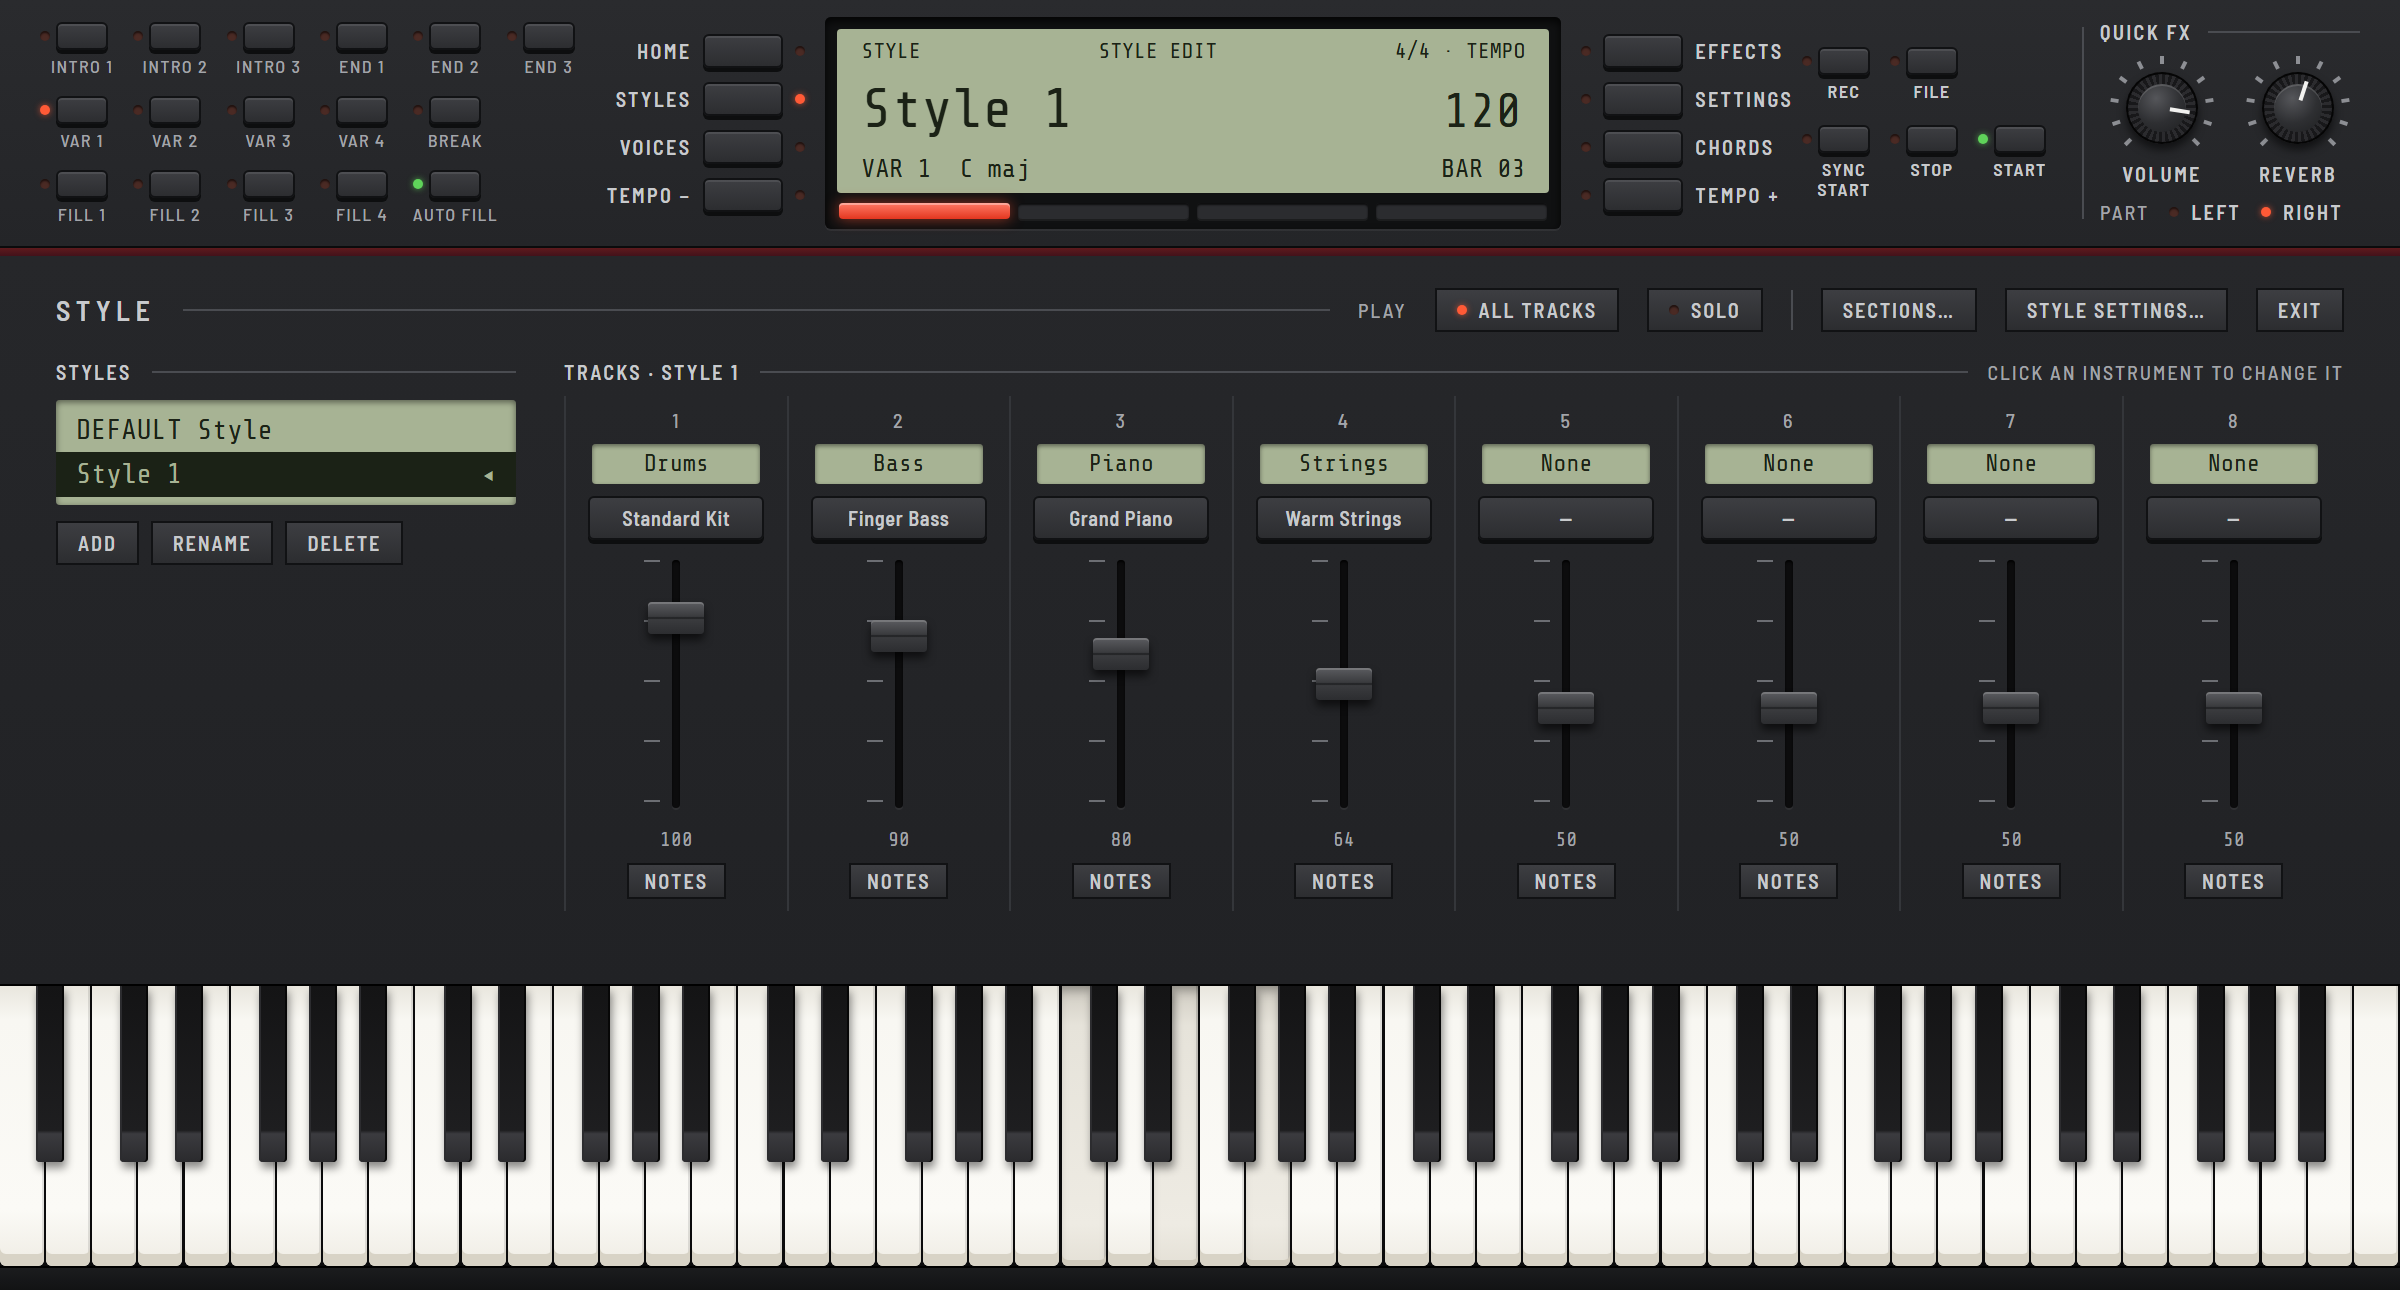 INTRO 1 INTRO 2 INTRO 3 END 1 END 2 END 3
VAR 1 VAR 2 VAR 3 VAR 4 BREAK
FILL 1 FILL 2 FILL 3 FILL 4 AUTO FILL
HOME
STYLES
VOICES
TEMPO –
STYLE STYLE EDIT 4/4 · TEMPO
Style 1 120
VAR 1 C maj BAR 03
EFFECTS
SETTINGS
CHORDS
TEMPO +
REC FILE
SYNC START STOP START
QUICK FX
VOLUME REVERB
PART LEFT RIGHT
STYLE PLAY ALL TRACKS SOLO SECTIONS... STYLE SETTINGS... EXIT
STYLES
DEFAULT Style
Style 1 ◂
ADD RENAME DELETE
TRACKS · STYLE 1 CLICK AN INSTRUMENT TO CHANGE IT
1 2 3 4 5 6 7 8
Drums Bass Piano Strings None None None None
Standard Kit Finger Bass Grand Piano Warm Strings – – – –
100 90 80 64 50 50 50 50
NOTES NOTES NOTES NOTES NOTES NOTES NOTES NOTES